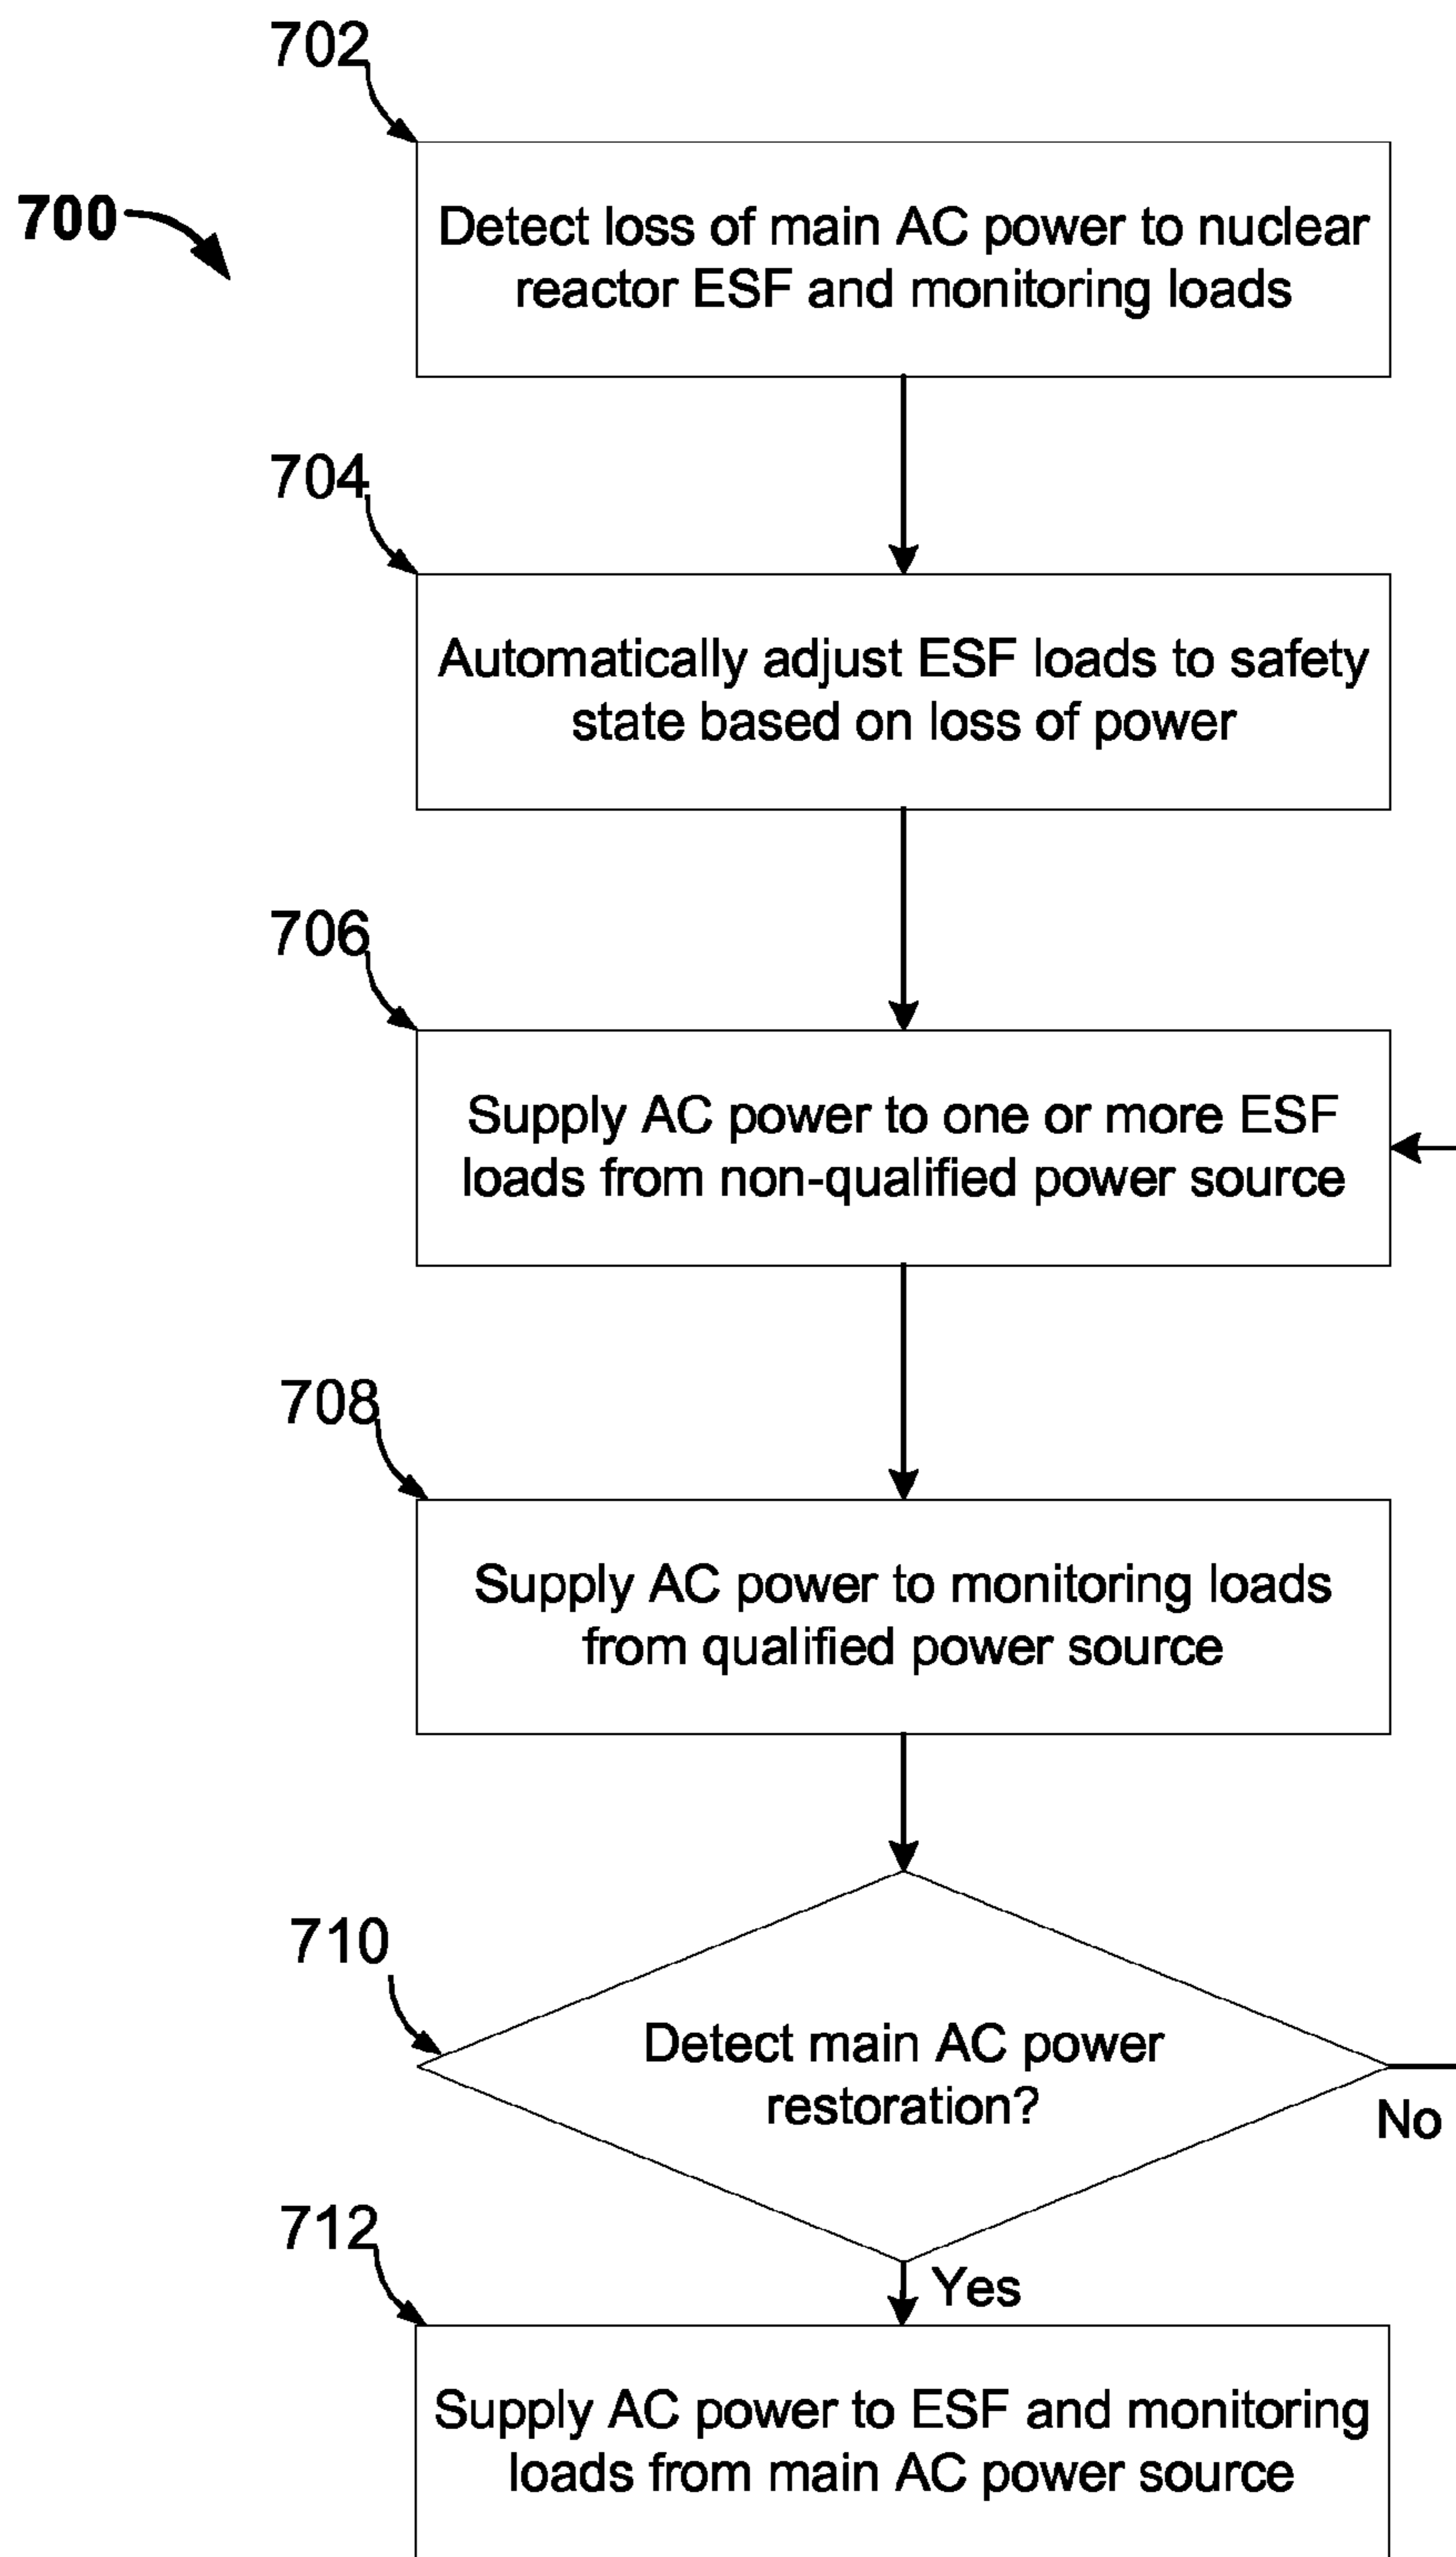 702
700
Detect loss of main AC power to nuclear
reactor ESF and monitoring loads
704
Automatically adjust ESF loads to safety
state based on loss of power
706
Supply AC power to one or more ESF
loads from non-qualified power source
708
Supply AC power to monitoring loads
from qualified power source
710
Detect main AC power
restoration?
No
712
Yes
Supply AC power to ESF and monitoring
loads from main AC power source